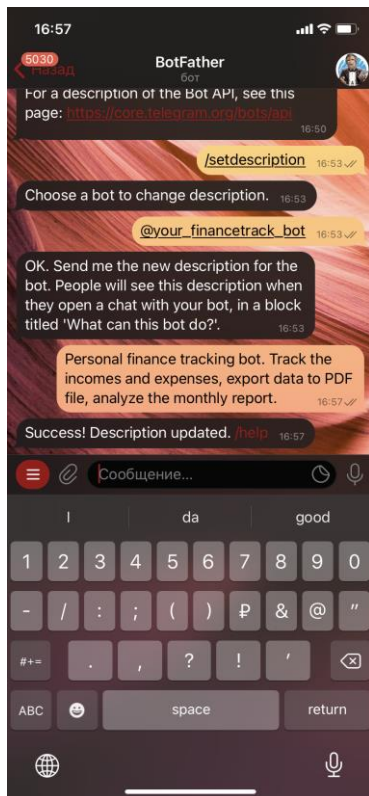 16:57
5030
Назад
BotFather
бот
For a description of the Bot API, see this
page: https://core.telegram.org/bots/api
16:50
/setdescription 16:53
Choose a bot to change description. 16:53
@your_financetrack_bot 16:53
OK. Send me the new description for the
bot. People will see this description when
they open a chat with your bot, in a block
titled 'What can this bot do?'. 16:53
Personal finance tracking bot. Track the
incomes and expenses, export data to PDF
file, analyze the monthly report. 16:57
Success! Description updated. /help 16:57
Сообщение...
I da good
1 2 3 4 5 6 7 8 9 0
- / : ; ( ) ₽ & @ "
#+= . , ? ! '
ABC space return